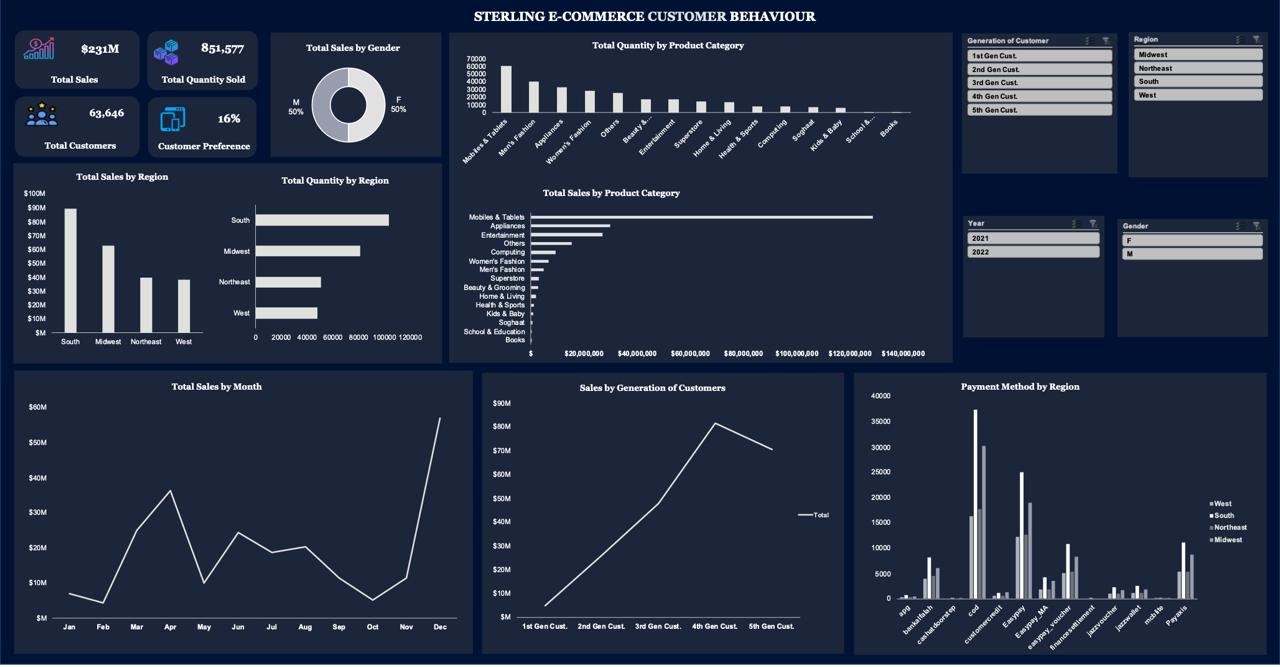 STERLING E-COMMERCE CUSTOMER BEHAVIOUR
$231M
Total Sales
851,577
Total Quantity Sold
63,646
Total Customers
16%
Customer Preference
Total Sales by Gender
M
50%
F
50%
Total Quantity by Product Category
70000
60000
50000
40000
30000
20000
10000
0
Mobiles & Tablets
Men's Fashion
Appliances
Women's Fashion
Others
Beauty &...
Entertainment
Superstore
Home & Living
Health & Sports
Computing
Soghaat
Kids & Baby
School &...
Books
Generation of Customer
1st Gen Cust.
2nd Gen Cust.
3rd Gen Cust.
4th Gen Cust.
5th Gen Cust.
Region
Midwest
Northeast
South
West
Total Sales by Region
$100M
$90M
$80M
$70M
$60M
$50M
$40M
$30M
$20M
$10M
$M
South
Midwest
Northeast
West
Total Quantity by Region
South
Midwest
Northeast
West
0 20000 40000 60000 80000 100000 120000
Total Sales by Product Category
Mobiles & Tablets
Appliances
Entertainment
Others
Computing
Women's Fashion
Men's Fashion
Superstore
Beauty & Grooming
Home & Living
Health & Sports
Kids & Baby
Soghaat
School & Education
Books
$0 $20,000,000 $40,000,000 $60,000,000 $80,000,000 $100,000,000 $120,000,000 $140,000,000
Year
2021
2022
Gender
F
M
Total Sales by Month
$60M
$50M
$40M
$30M
$20M
$10M
$M
Jan Feb Mar Apr May Jun Jul Aug Sep Oct Nov Dec
Sales by Generation of Customers
$90M
$80M
$70M
$60M
$50M
$40M
$30M
$20M
$10M
$M
1st Gen Cust. 2nd Gen Cust. 3rd Gen Cust. 4th Gen Cust. 5th Gen Cust.
Total
Payment Method by Region
40000
35000
30000
25000
20000
15000
10000
5000
0
apg
bankalfalah
cashatdoorstep
cod
customercredit
Easypay
Easypay_MA
easypay_voucher
financesettlement
jazzvoucher
jazzwallet
mcblite
Payaxis
West
South
Northeast
Midwest